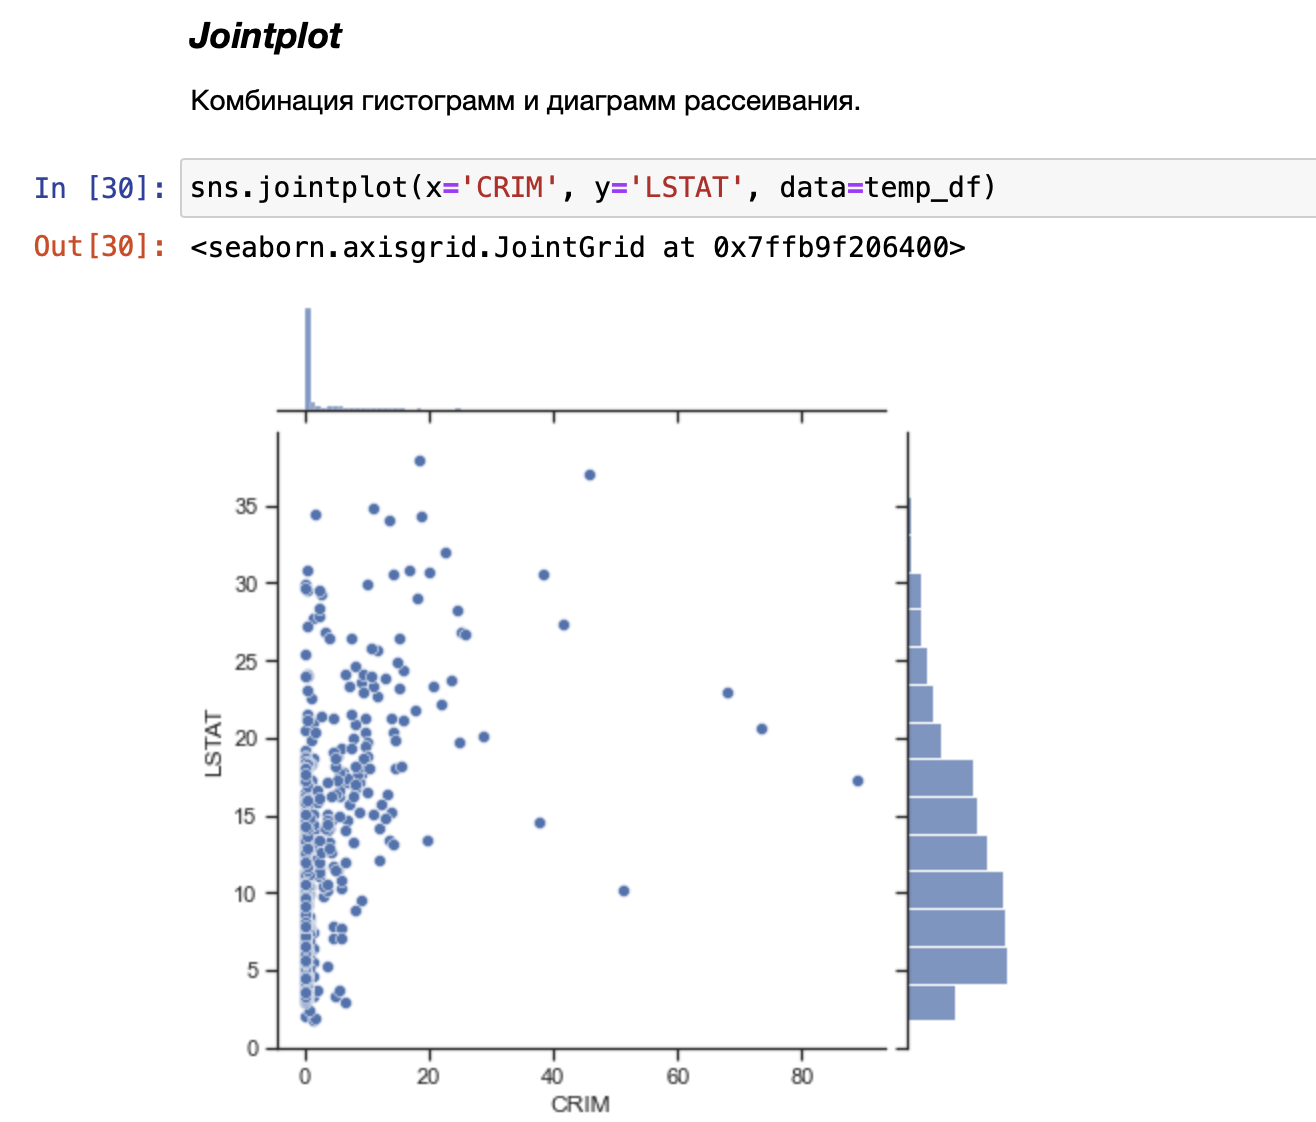 Jointplot
Комбинация гистограмм и диаграмм рассеивания.
In [30]: sns.jointplot(x='CRIM', y='LSTAT', data=temp_df)
Out[30]: <seaborn.axisgrid.JointGrid at 0x7ffb9f206400>
35
30
25
20
15
10
5
0
LSTAT
0 20 40 60 80
CRIM